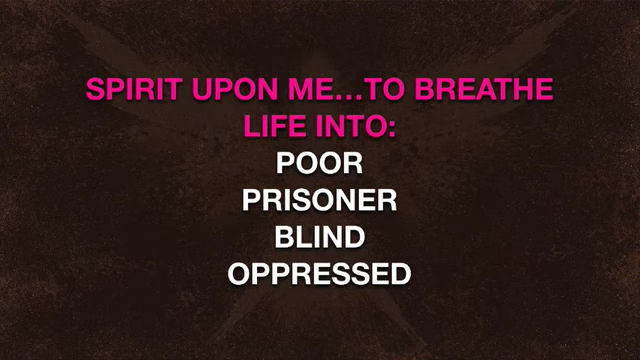 SPIRIT UPON ME...TO BREATHE
LIFE INTO:
POOR
PRISONER
BLIND
OPPRESSED